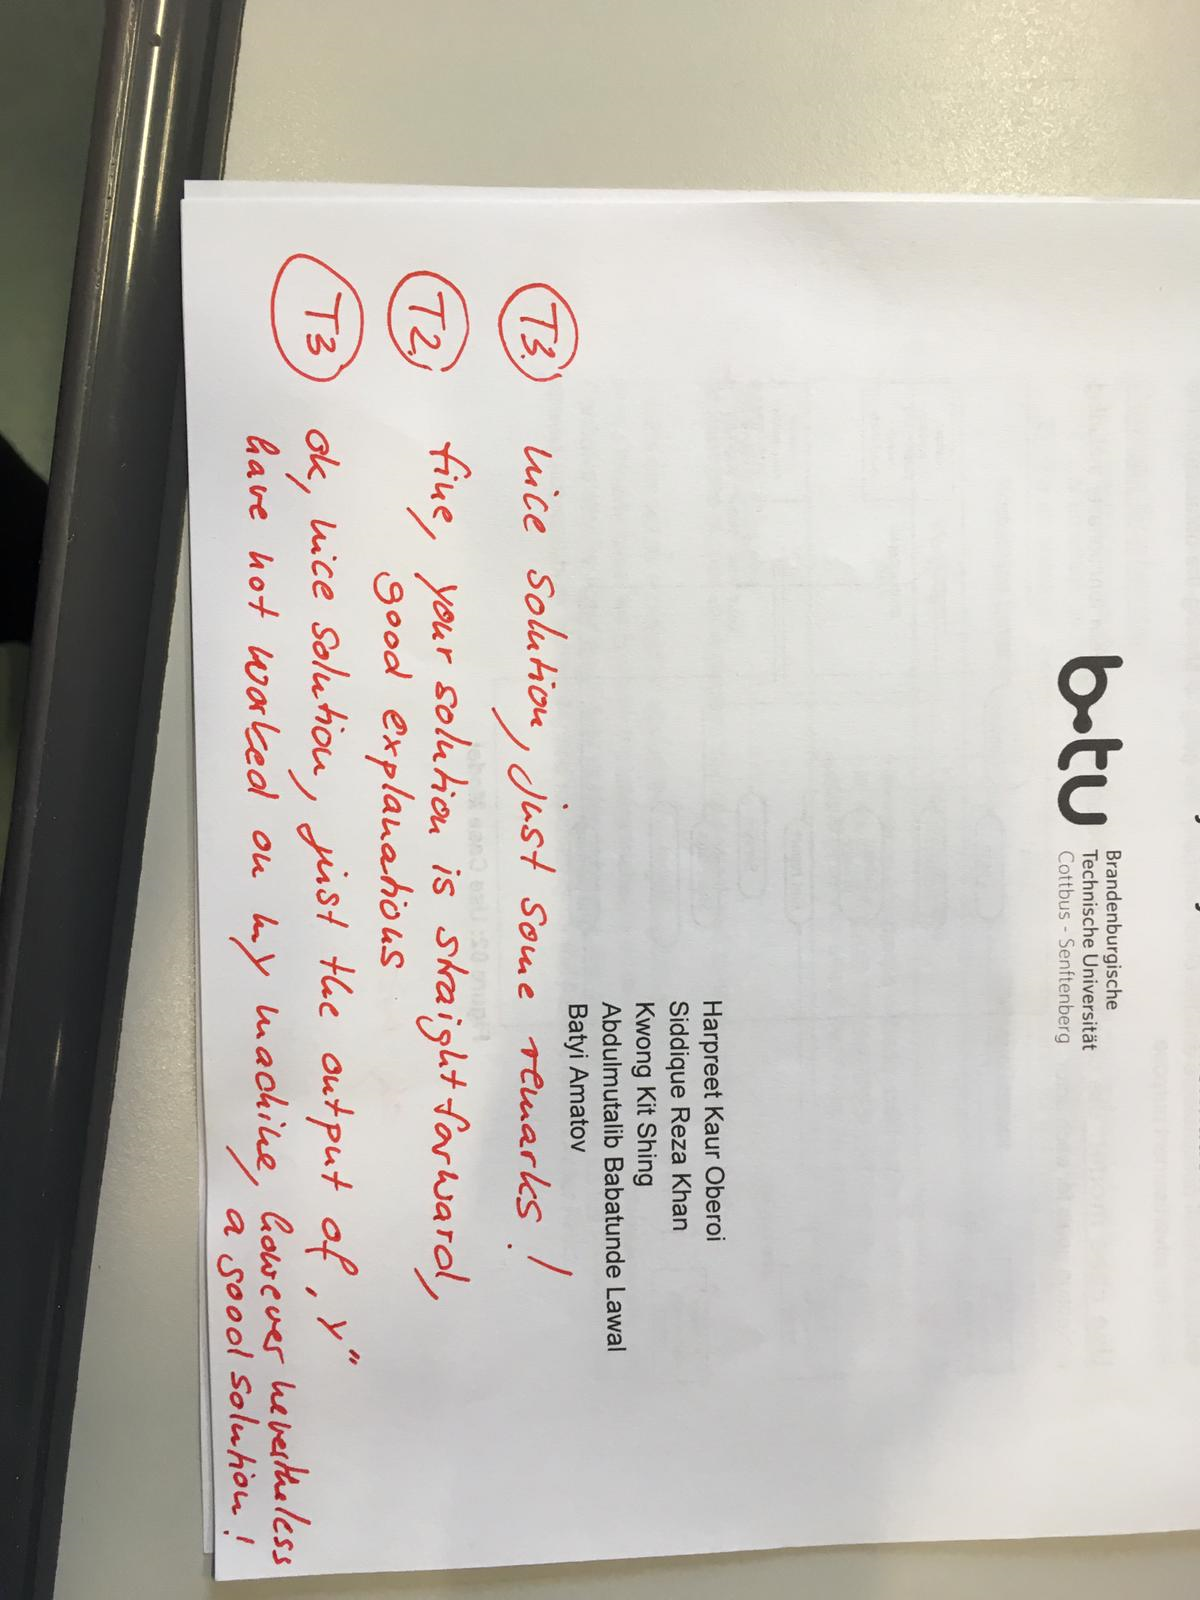 b-tu
Brandenburgische
Technische Universität
Cottbus - Senftenberg
Harpreet Kaur Oberoi
Siddique Reza Khan
Kwong Kit Shing
Abdulmutalib Babatunde Lawal
Batyi Amatov
T3. nice solution, just some remarks!
T2. fine, your solution is straightforward,
good explanations
T3 ok, nice solution, just the output of "Y"
have not worked on my machine, however nevertheless
a good solution!